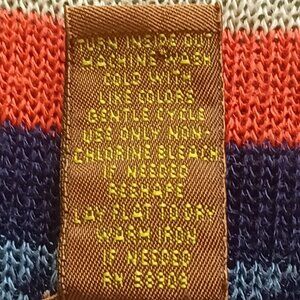 TURN INSIDE OUT
MACHINE WASH
COLD WITH
LIKE COLORS
GENTLE CYCLE
USE ONLY NON-
CHLORINE BLEACH
IF NEEDED
RESHAPE
LAY FLAT TO DRY
WARM IRON
IF NEEDED
RN 58909